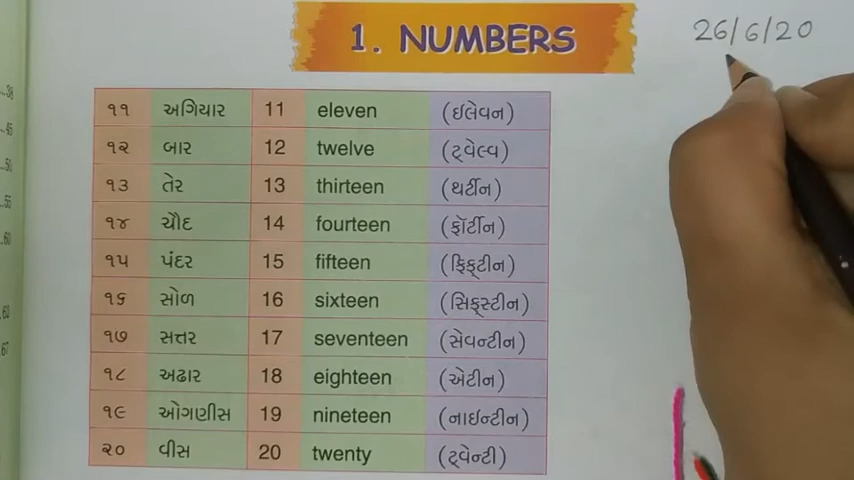 1. NUMBERS
26/6/20
૧૧ અગિયાર 11 eleven (ઈલેવન)
૧૨ બાર 12 twelve (ટ્વેલ્વ)
૧૩ તેર 13 thirteen (થર્ટીન)
૧૪ ચૌદ 14 fourteen (ફૉર્ટીન)
૧૫ પંદર 15 fifteen (ફિફ્ટીન)
૧૬ સોળ 16 sixteen (સિક્સ્ટીન)
૧૭ સત્તર 17 seventeen (સેવન્ટીન)
૧૮ અઢાર 18 eighteen (એટીન)
૧૯ ઓગણીસ 19 nineteen (નાઈન્ટીન)
૨૦ વીસ 20 twenty (ટ્વેન્ટી)